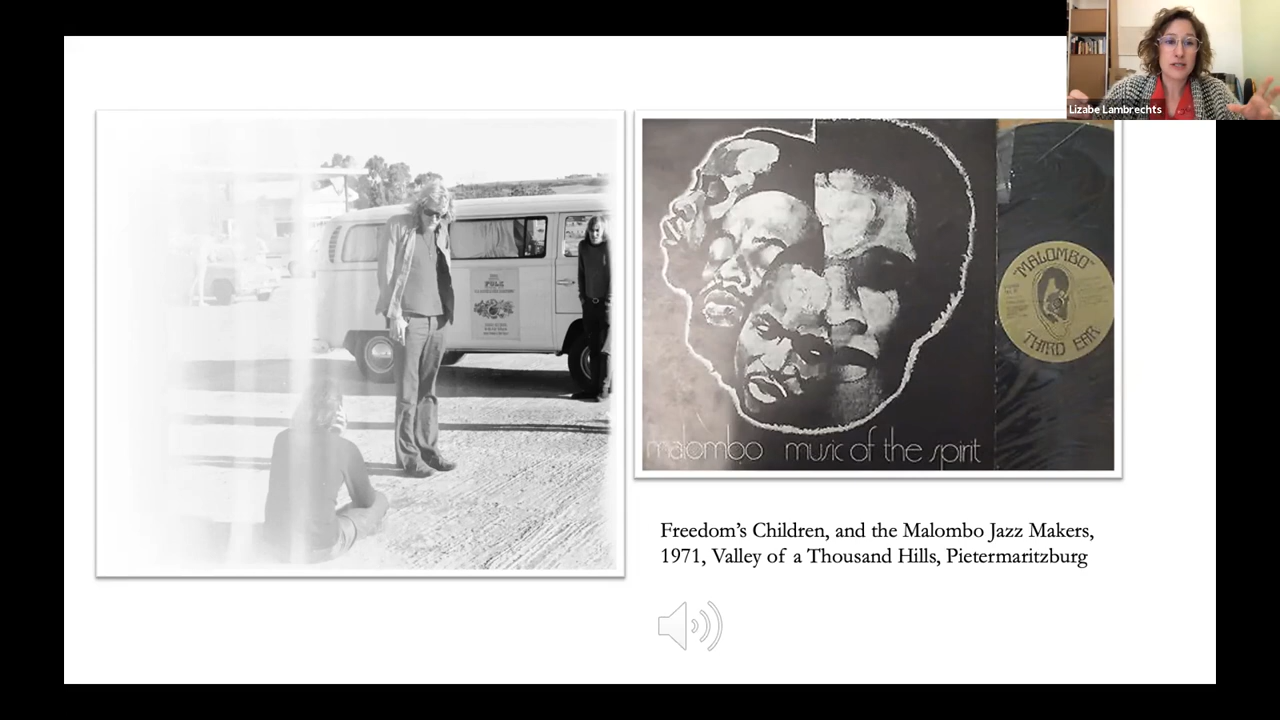 Lizabe Lambrechts
FOLK
"MALOMBO"
THIRD EAR
malombo music of the spirit
Freedom’s Children, and the Malombo Jazz Makers,
1971, Valley of a Thousand Hills, Pietermaritzburg